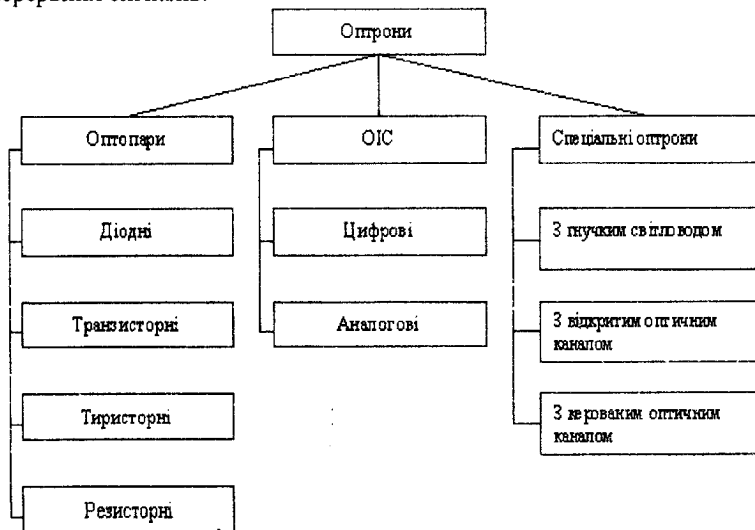 Оптрони
Оптопари
Діодні
Транзисторні
Тиристорні
Резисторні
ОІС
Цифрові
Аналогові
Спеціальні оптрони
З гнучким світловодом
З відкритим оптичним
каналом
З керованим оптичним
каналом